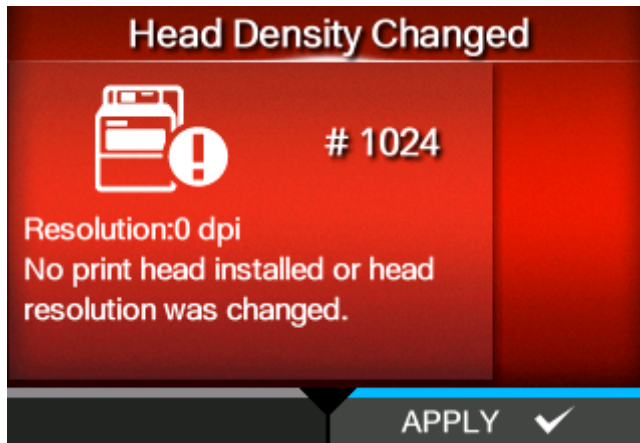 Head Density Changed
# 1024
Resolution:0 dpi
No print head installed or head
resolution was changed.
APPLY